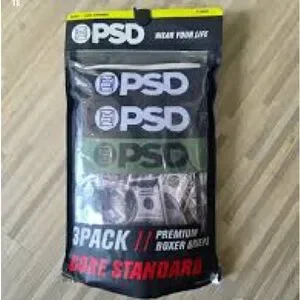 PSD WEAR YOUR LIFE
PSD
PSD
PSD
3PACK // PREMIUM
BOXER BRIEFS
CORE STANDARD